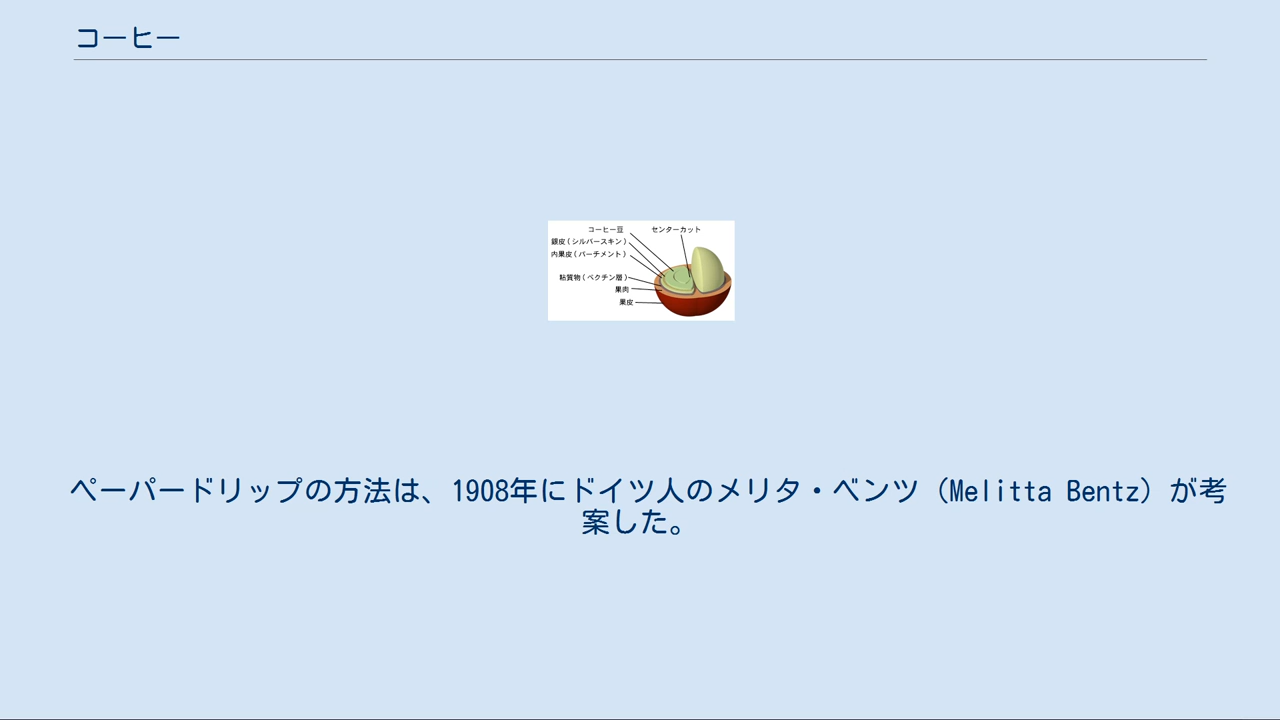 コーヒー
コーヒー豆
センターカット
銀皮(シルバースキン)
内果皮(パーチメント)
粘質物(ペクチン層)
果肉
果皮
ペーパードリップの方法は、1908年にドイツ人のメリタ・ベンツ（Melitta Bentz）が考
案した。